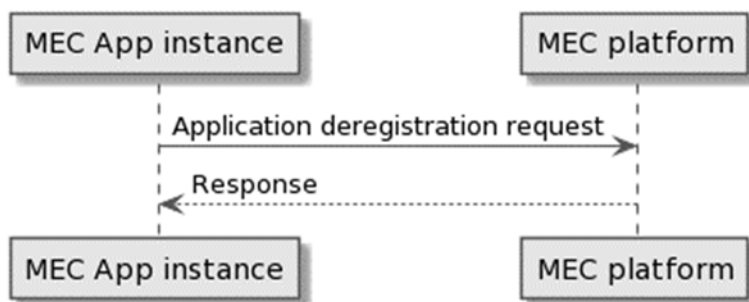 MEC App instance
MEC platform
Application deregistration request
Response
MEC App instance
MEC platform